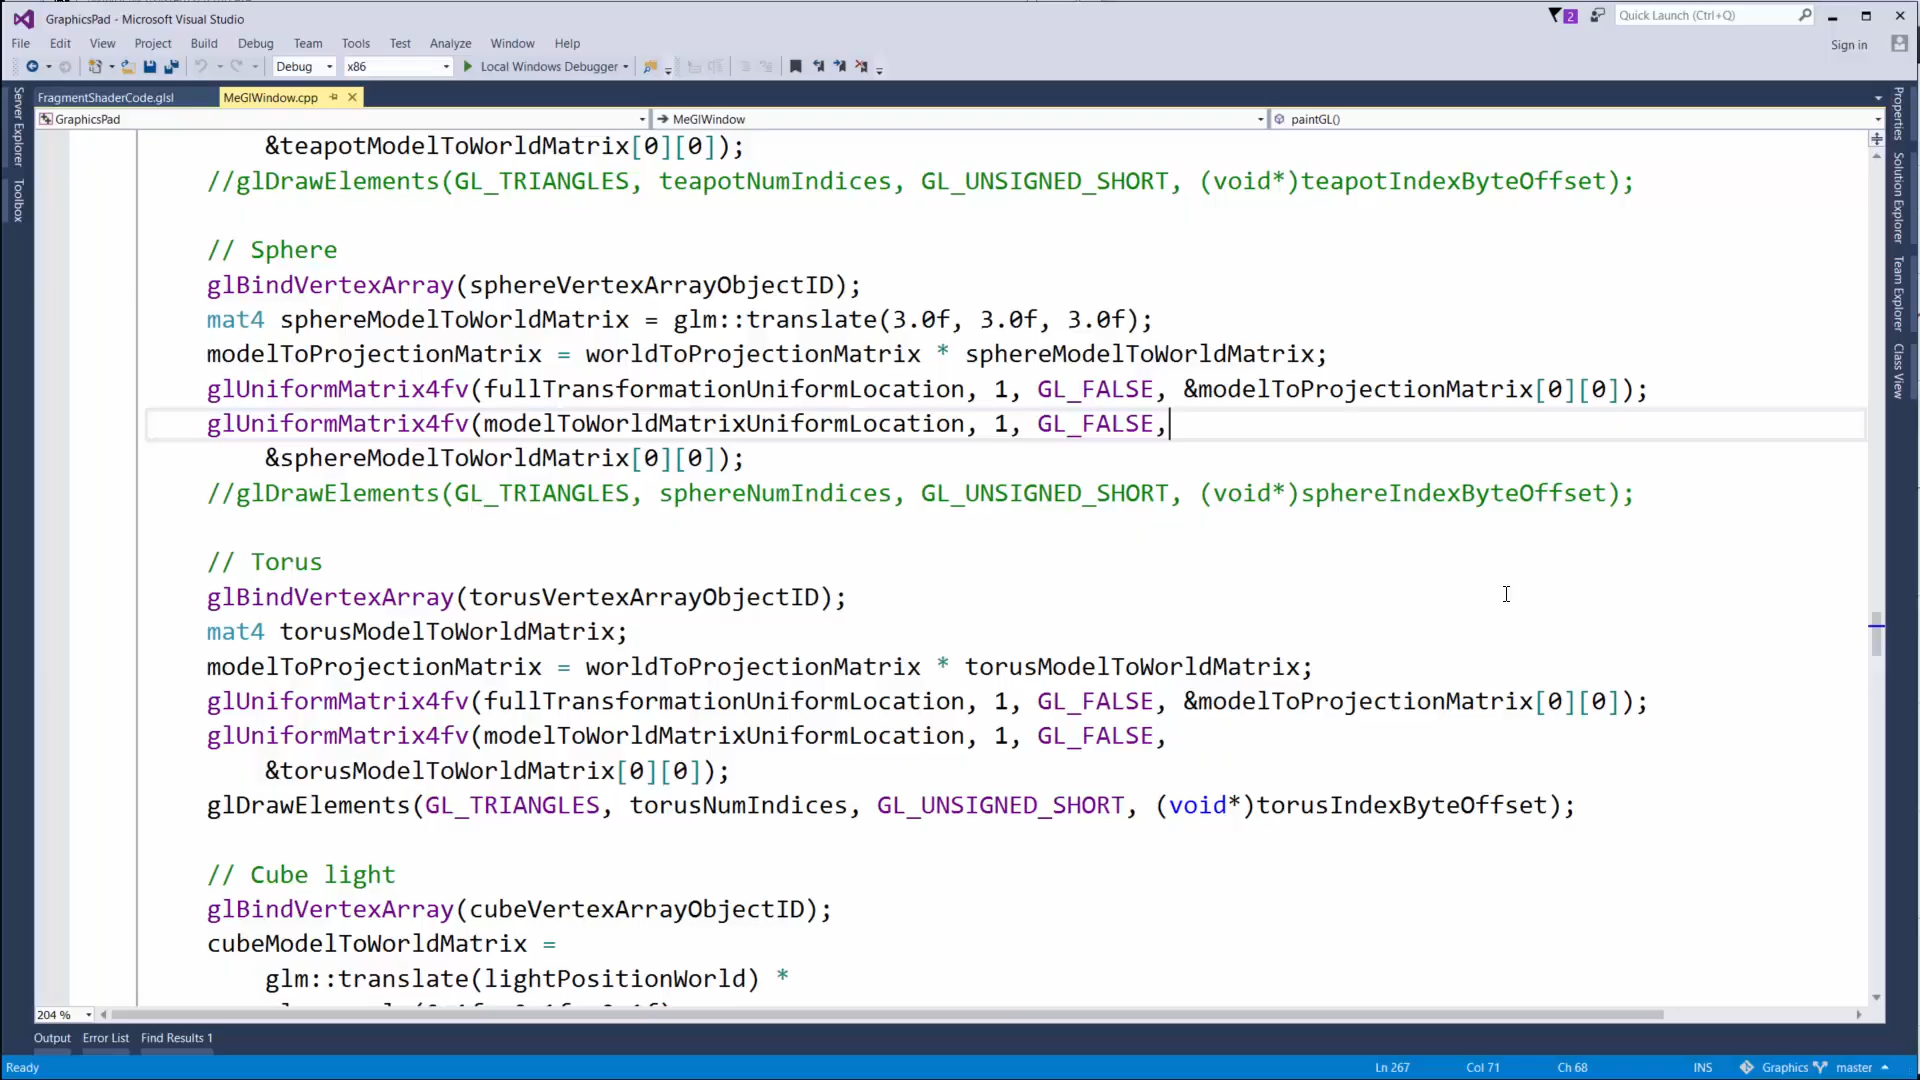 GraphicsPad - Microsoft Visual Studio
2
Quick Launch (Ctrl+Q)
File Edit View Project Build Debug Team Tools Test Analyze Window Help
Sign in
Debug x86 Local Windows Debugger
FragmentShaderCode.glsl MeGlWindow.cpp
GraphicsPad MeGlWindow paintGL()
Server Explorer
Toolbox
Properties
Solution Explorer
Team Explorer
Class View
&teapotModelToWorldMatrix[0][0]);
//glDrawElements(GL_TRIANGLES, teapotNumIndices, GL_UNSIGNED_SHORT, (void*)teapotIndexByteOffset);
// Sphere
glBindVertexArray(sphereVertexArrayObjectID);
mat4 sphereModelToWorldMatrix = glm::translate(3.0f, 3.0f, 3.0f);
modelToProjectionMatrix = worldToProjectionMatrix * sphereModelToWorldMatrix;
glUniformMatrix4fv(fullTransformationUniformLocation, 1, GL_FALSE, &modelToProjectionMatrix[0][0]);
glUniformMatrix4fv(modelToWorldMatrixUniformLocation, 1, GL_FALSE,
&sphereModelToWorldMatrix[0][0]);
//glDrawElements(GL_TRIANGLES, sphereNumIndices, GL_UNSIGNED_SHORT, (void*)sphereIndexByteOffset);
// Torus
glBindVertexArray(torusVertexArrayObjectID);
mat4 torusModelToWorldMatrix;
modelToProjectionMatrix = worldToProjectionMatrix * torusModelToWorldMatrix;
glUniformMatrix4fv(fullTransformationUniformLocation, 1, GL_FALSE, &modelToProjectionMatrix[0][0]);
glUniformMatrix4fv(modelToWorldMatrixUniformLocation, 1, GL_FALSE,
&torusModelToWorldMatrix[0][0]);
glDrawElements(GL_TRIANGLES, torusNumIndices, GL_UNSIGNED_SHORT, (void*)torusIndexByteOffset);
// Cube light
glBindVertexArray(cubeVertexArrayObjectID);
cubeModelToWorldMatrix =
glm::translate(lightPositionWorld) *
204 %
Output Error List Find Results 1
Ready Ln 267 Col 71 Ch 68 INS Graphics master